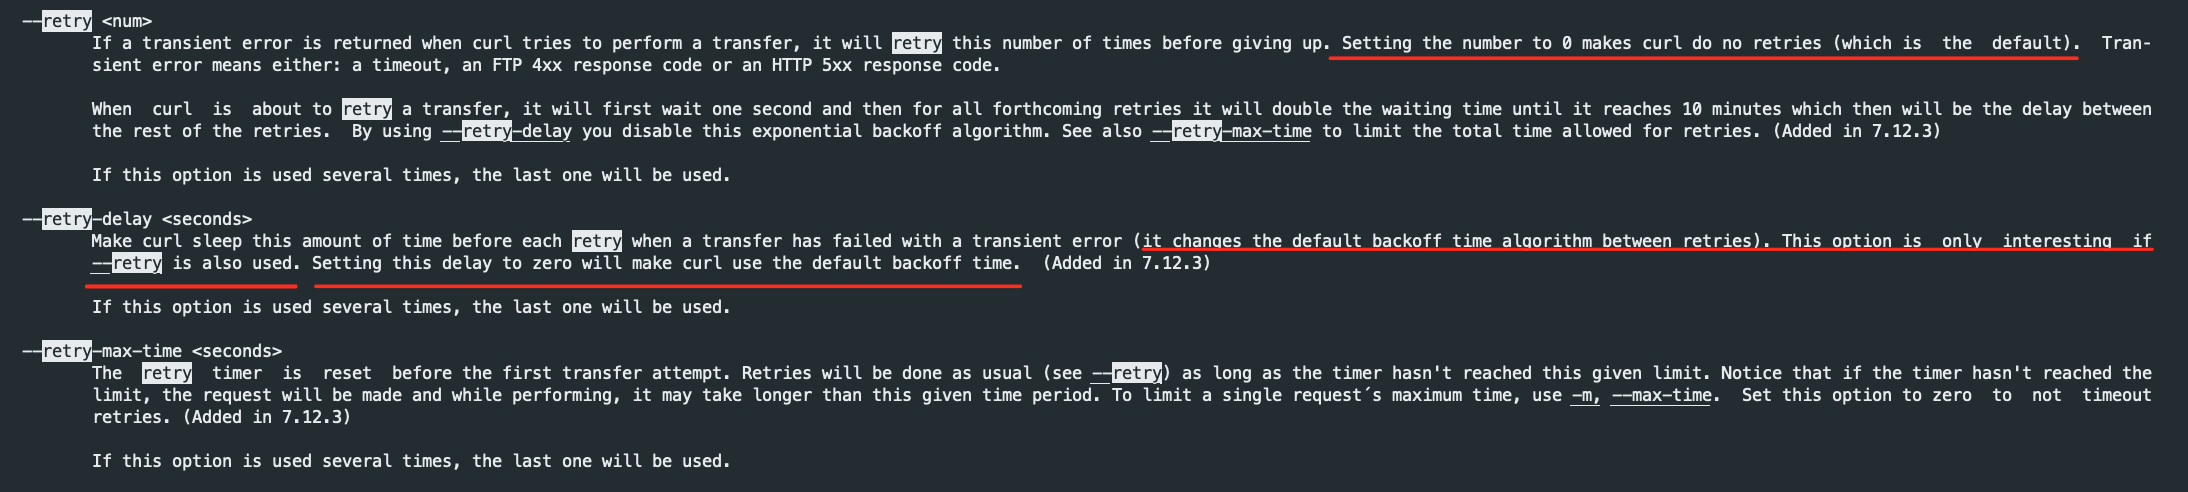 --retry <num>
If a transient error is returned when curl tries to perform a transfer, it will retry this number of times before giving up. Setting the number to 0 makes curl do no retries (which is  the  default).  Tran-
sient error means either: a timeout, an FTP 4xx response code or an HTTP 5xx response code.
When  curl  is  about to retry a transfer, it will first wait one second and then for all forthcoming retries it will double the waiting time until it reaches 10 minutes which then will be the delay between
the rest of the retries.  By using --retry-delay you disable this exponential backoff algorithm. See also --retry-max-time to limit the total time allowed for retries. (Added in 7.12.3)
If this option is used several times, the last one will be used.
--retry-delay <seconds>
Make curl sleep this amount of time before each retry when a transfer has failed with a transient error (it changes the default backoff time algorithm between retries). This option is  only  interesting  if
--retry is also used. Setting this delay to zero will make curl use the default backoff time.  (Added in 7.12.3)
If this option is used several times, the last one will be used.
--retry-max-time <seconds>
The  retry  timer  is  reset  before the first transfer attempt. Retries will be done as usual (see --retry) as long as the timer hasn't reached this given limit. Notice that if the timer hasn't reached the
limit, the request will be made and while performing, it may take longer than this given time period. To limit a single request´s maximum time, use -m, --max-time.  Set this option to zero  to  not  timeout
retries. (Added in 7.12.3)
If this option is used several times, the last one will be used.